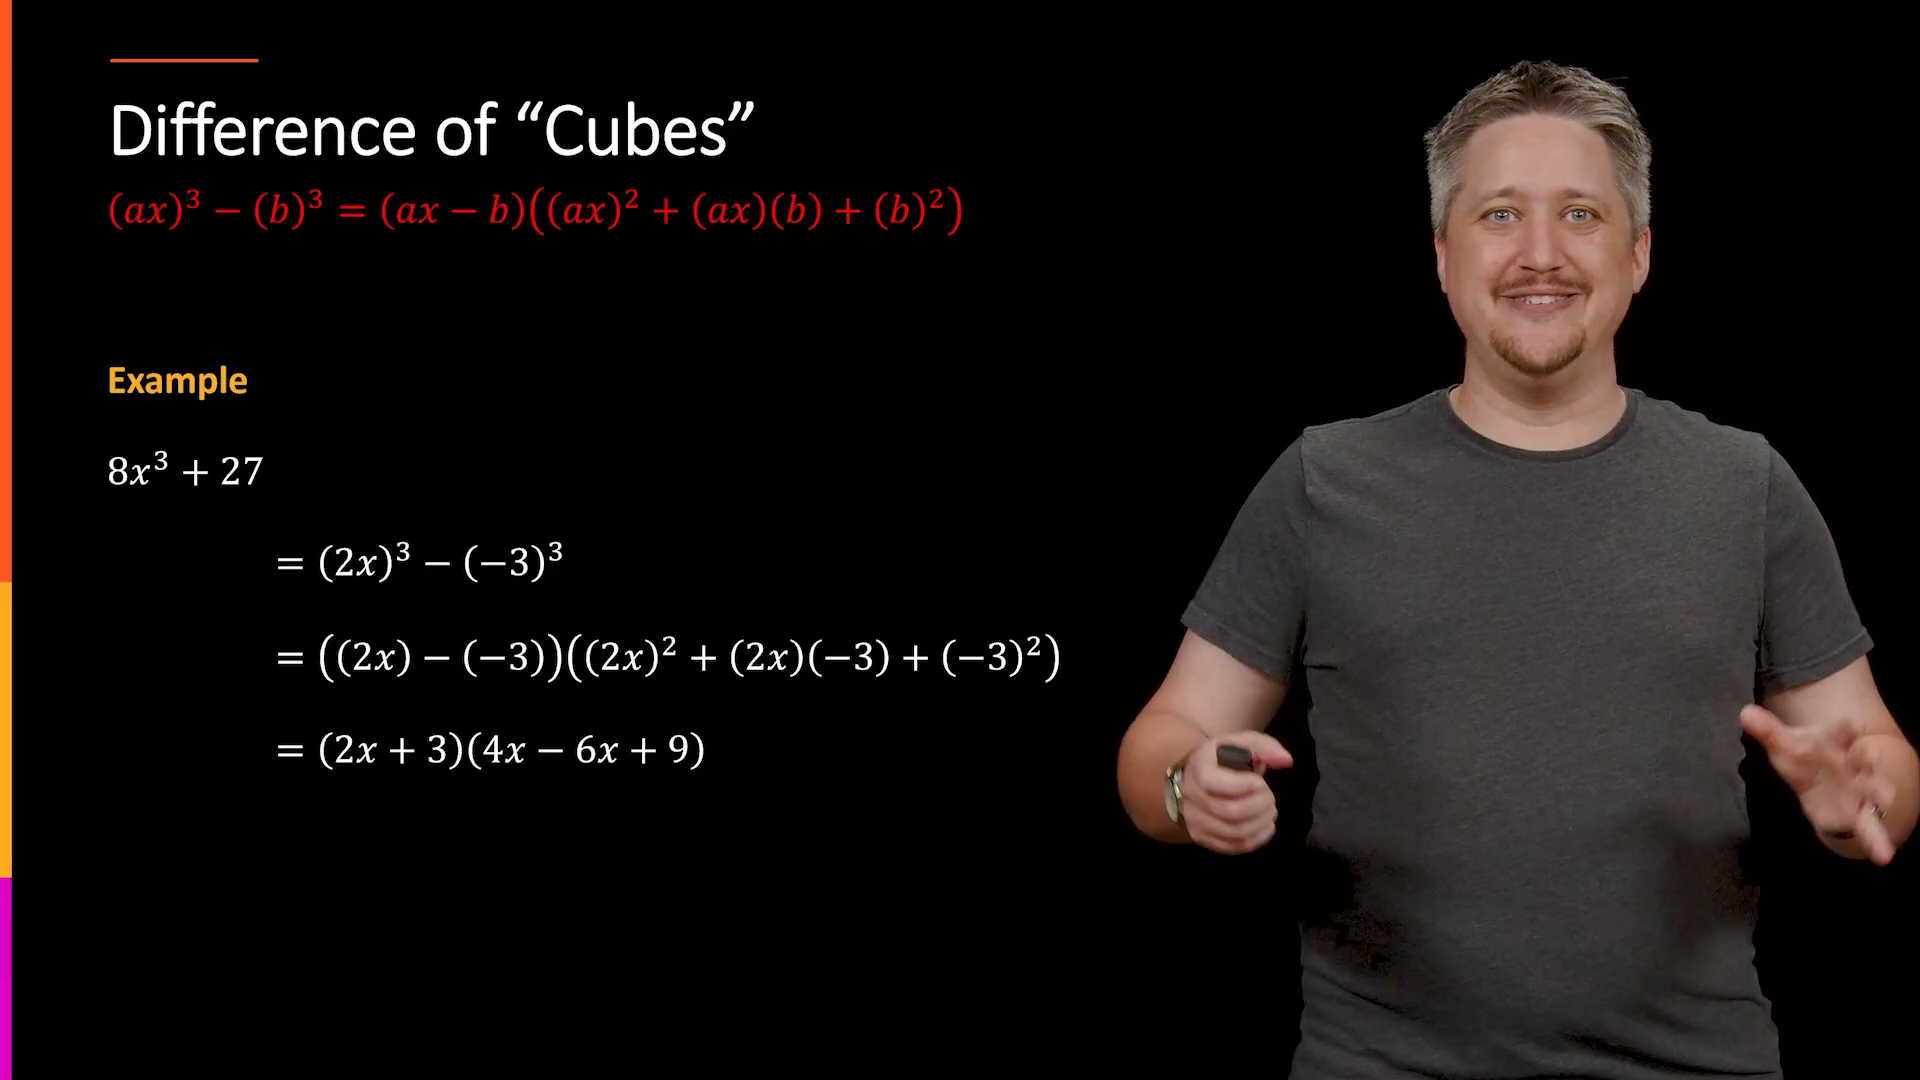 Difference of “Cubes”
(ax)³ − (b)³ = (ax − b)((ax)² + (ax)(b) + (b)²)
Example
8x³ + 27
= (2x)³ − (−3)³
= ((2x) − (−3))((2x)² + (2x)(−3) + (−3)²)
= (2x + 3)(4x − 6x + 9)